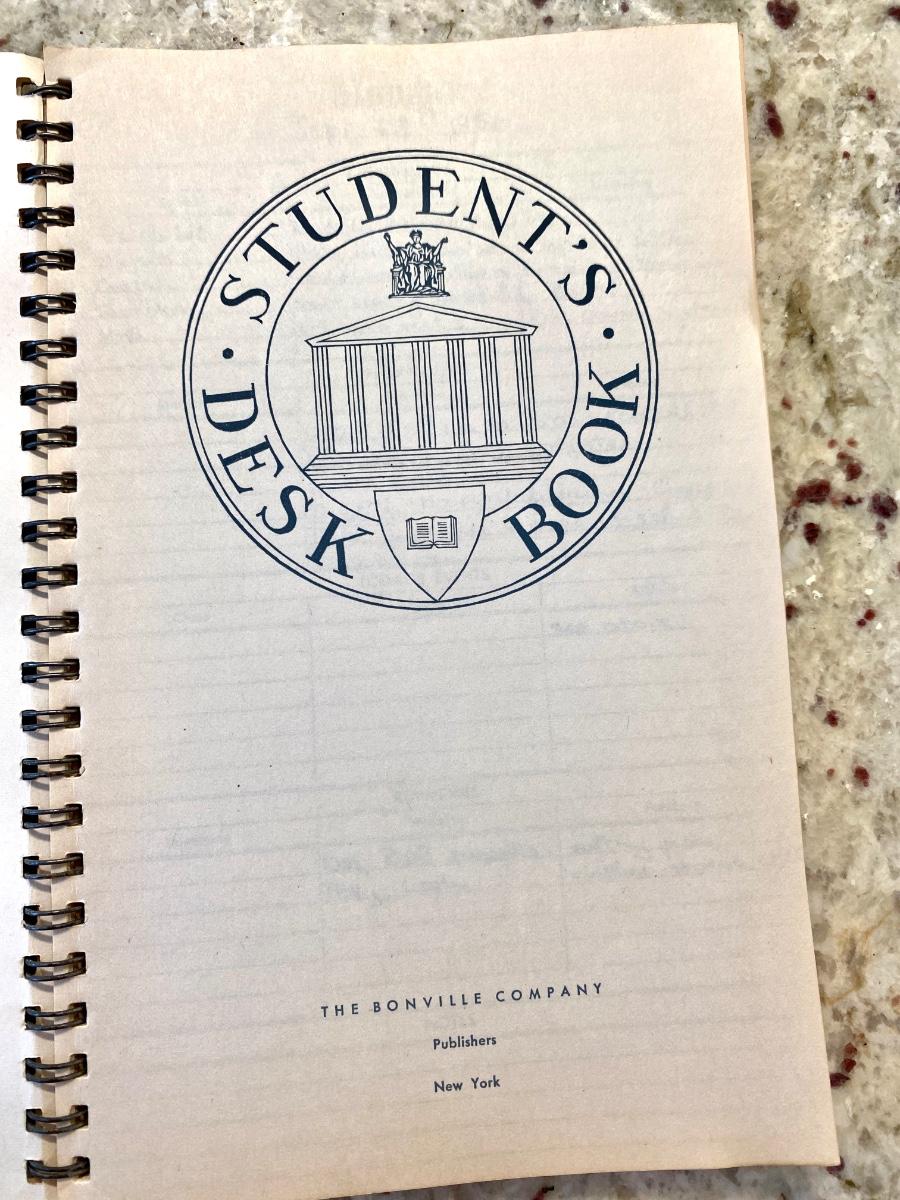 STUDENT'S
DESK BOOK
THE BONVILLE COMPANY
Publishers
New York